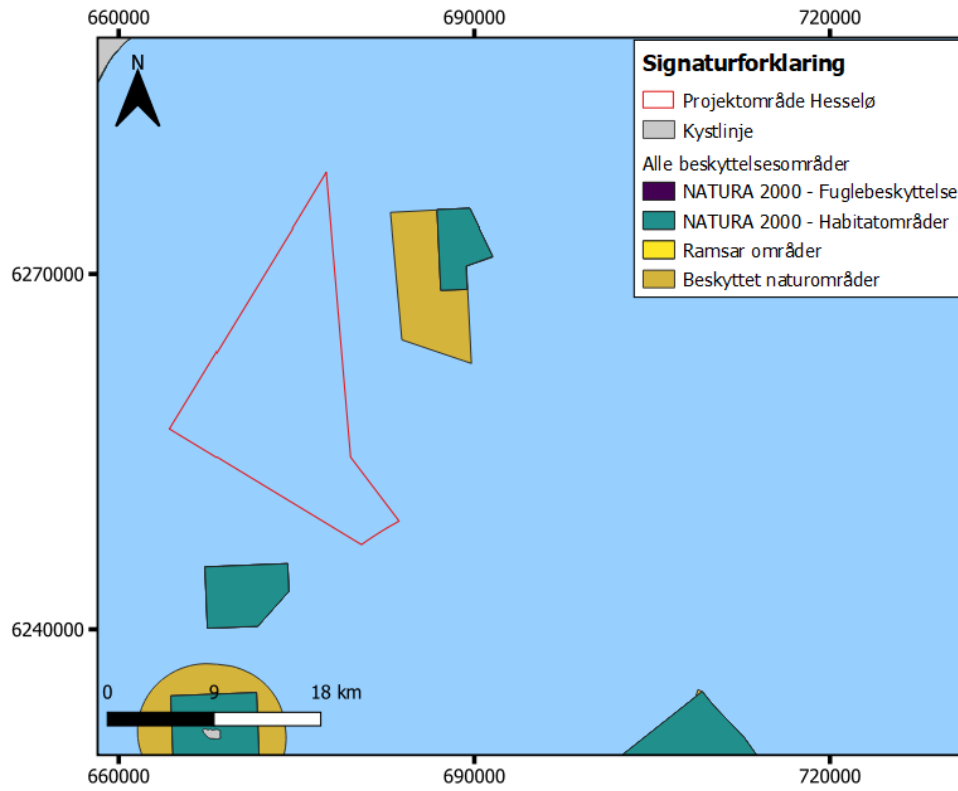 660000 690000 720000
N
Signaturforklaring
Projektområde Hesselø
Kystlinje
Alle beskyttelsesområder
NATURA 2000 - Fuglebeskyttelse
NATURA 2000 - Habitatområder
Ramsar områder
Beskyttet naturområder
6270000
6240000
0 9 18 km
660000 690000 720000